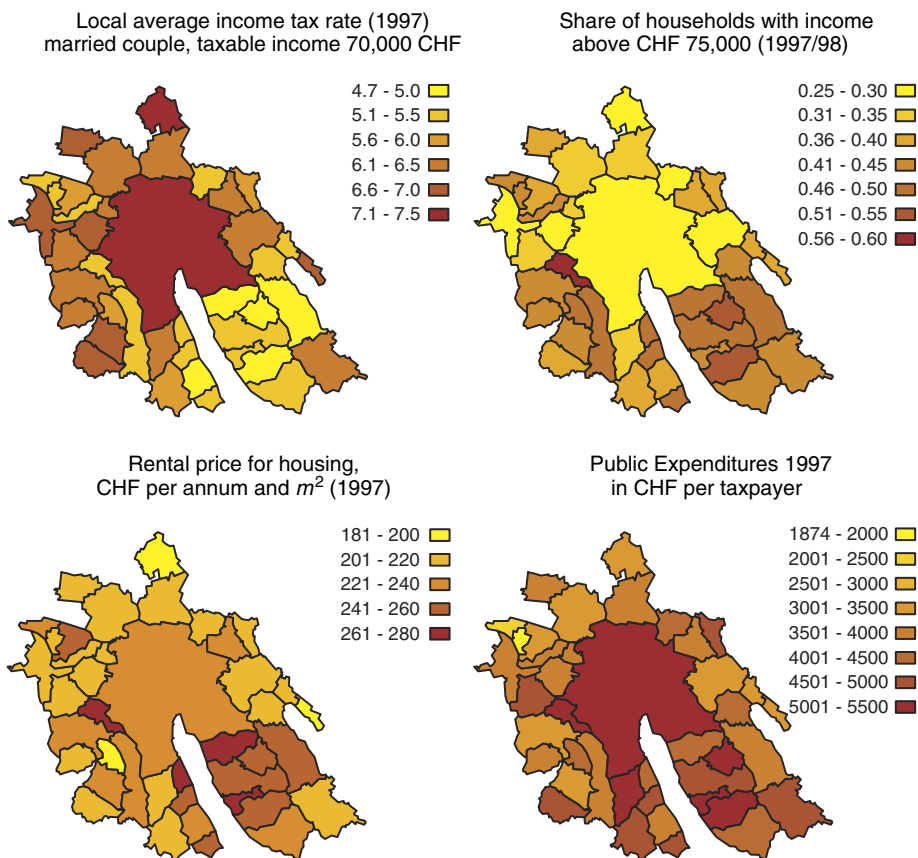 Local average income tax rate (1997)
married couple, taxable income 70,000 CHF
4.7 - 5.0
5.1 - 5.5
5.6 - 6.0
6.1 - 6.5
6.6 - 7.0
7.1 - 7.5
Share of households with income
above CHF 75,000 (1997/98)
0.25 - 0.30
0.31 - 0.35
0.36 - 0.40
0.41 - 0.45
0.46 - 0.50
0.51 - 0.55
0.56 - 0.60
Rental price for housing,
CHF per annum and m² (1997)
181 - 200
201 - 220
221 - 240
241 - 260
261 - 280
Public Expenditures 1997
in CHF per taxpayer
1874 - 2000
2001 - 2500
2501 - 3000
3001 - 3500
3501 - 4000
4001 - 4500
4501 - 5000
5001 - 5500